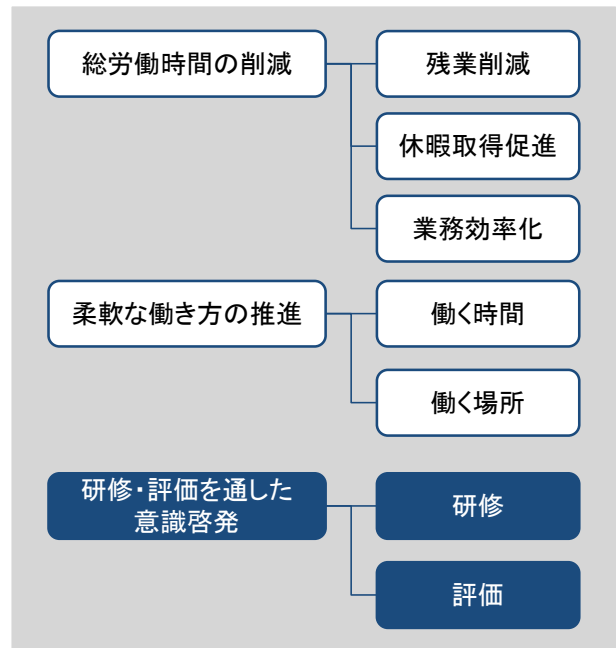 総労働時間の削減
残業削減
休暇取得促進
業務効率化
柔軟な働き方の推進
働く時間
働く場所
研修・評価を通した
意識啓発
研修
評価